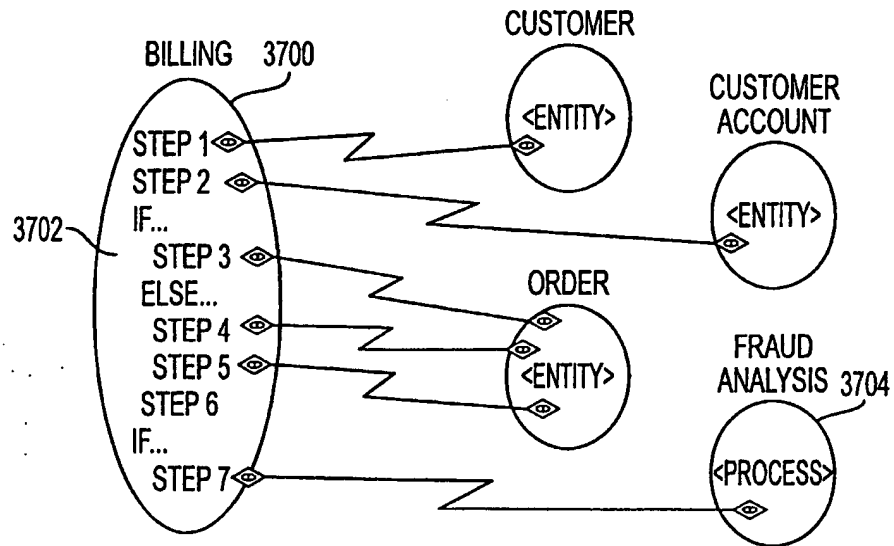 BILLING
3700
STEP 1
STEP 2
IF...
3702
STEP 3
ELSE...
STEP 4
STEP 5
STEP 6
IF...
STEP 7
CUSTOMER
<ENTITY>
CUSTOMER
ACCOUNT
<ENTITY>
ORDER
<ENTITY>
FRAUD
ANALYSIS
3704
<PROCESS>